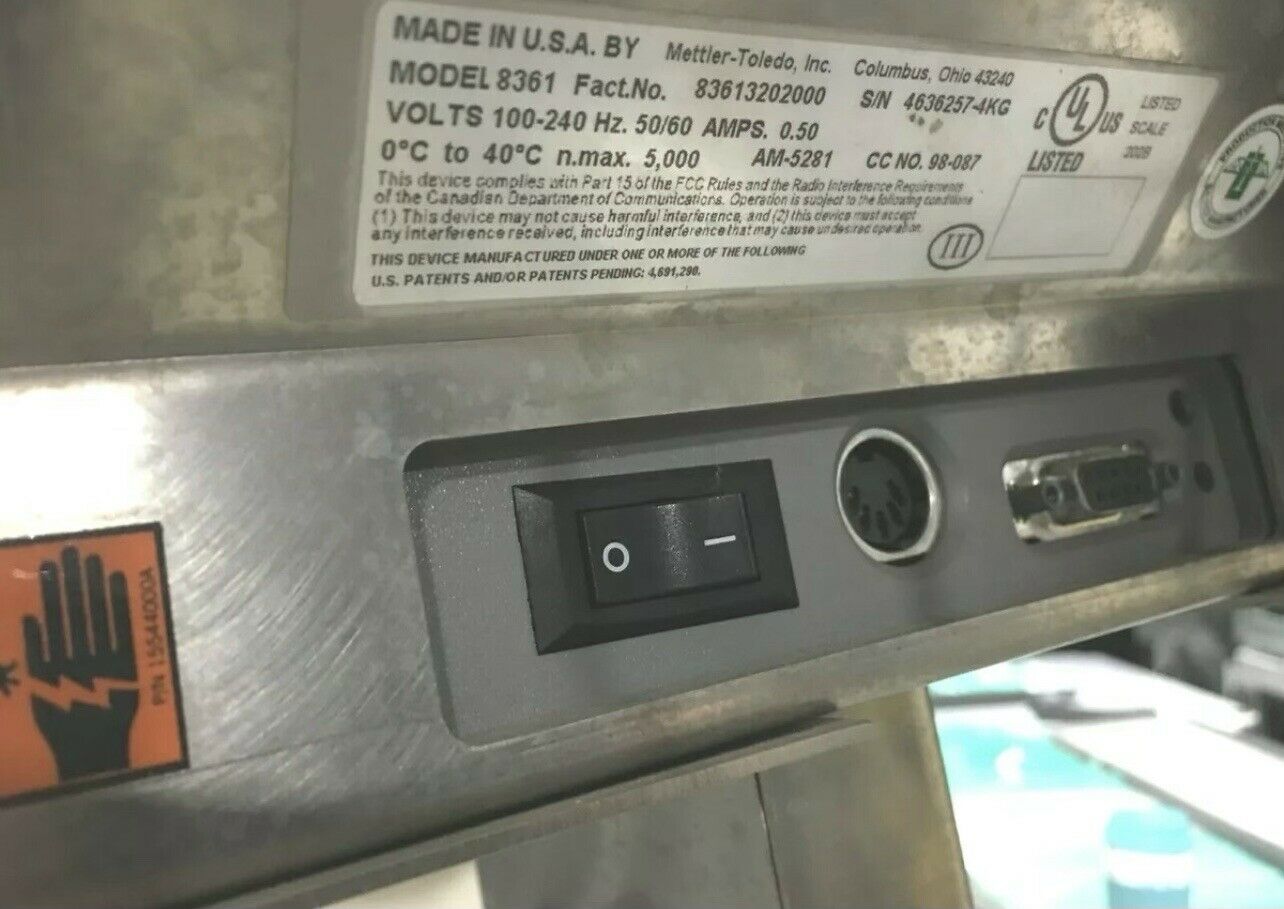 MADE IN U.S.A. BY Mettler-Toledo, Inc. Columbus, Ohio 43240
MODEL 8361 Fact.No. 83613202000 S/N 4636257-4KG
VOLTS 100-240 Hz. 50/60 AMPS. 0.50
0°C to 40°C n.max. 5,000 AM-5281 CC NO. 98-087
This device complies with Part 15 of the FCC Rules and the Radio Interference Requirements
of the Canadian Department of Communications. Operation is subject to the following conditions
(1) This device may not cause harmful interference, and (2) this device must accept
any interference received, including interference that may cause undesired operation.
THIS DEVICE MANUFACTURED UNDER ONE OR MORE OF THE FOLLOWING
U.S. PATENTS AND/OR PATENTS PENDING: 4,691,290.
C UL US
LISTED
SCALE
202B
LISTED
III
O I
P/N 15544000A